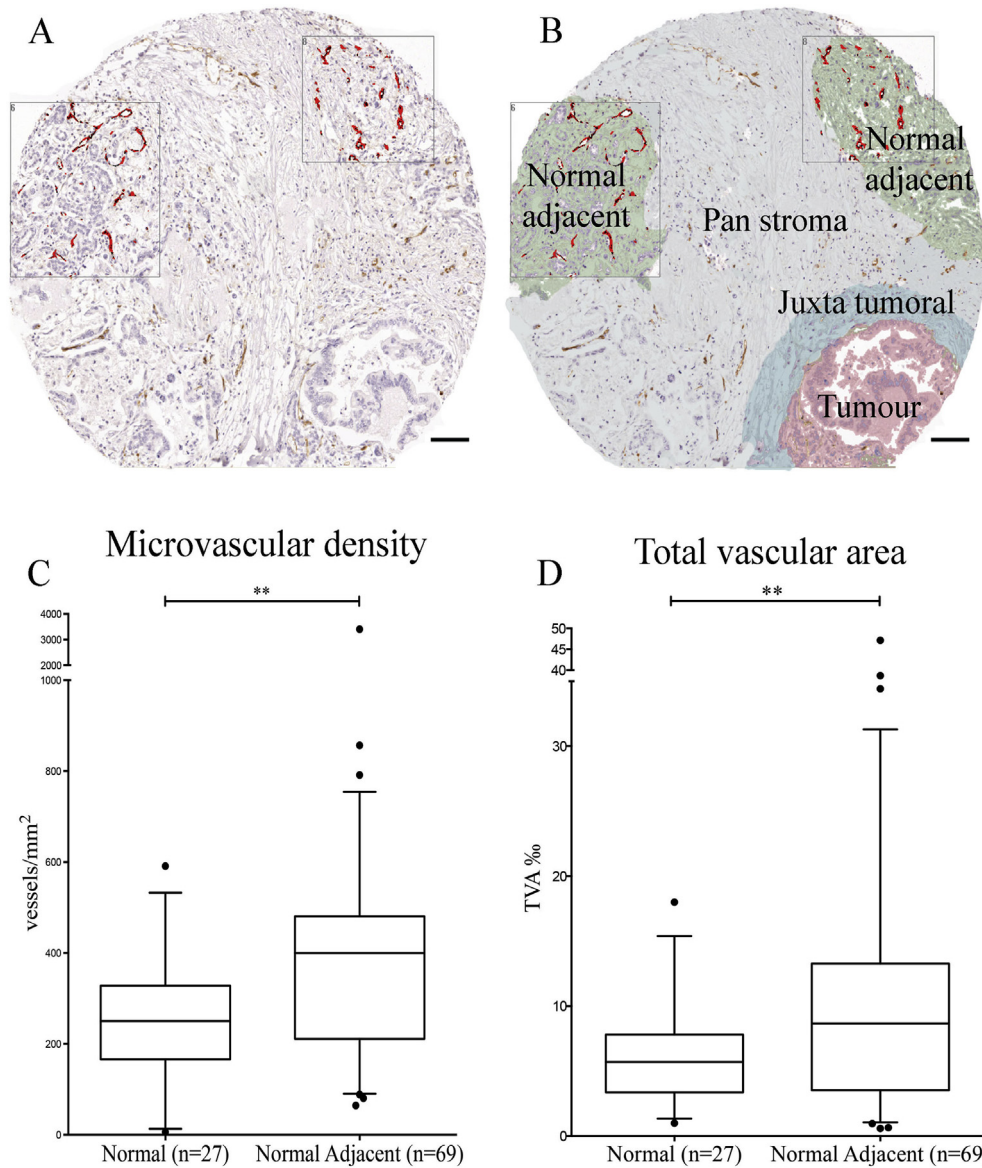 A
B
Normal
adjacent
Normal
adjacent
Pan stroma
Juxta tumoral
Tumour
Microvascular density
Total vascular area
C
D
**
**
4000
3000
2000
1000
800
600
400
200
0
vessels/mm²
Normal (n=27)
Normal Adjacent (n=69)
50
45
40
30
20
10
0
TVA ‰
Normal (n=27)
Normal Adjacent (n=69)